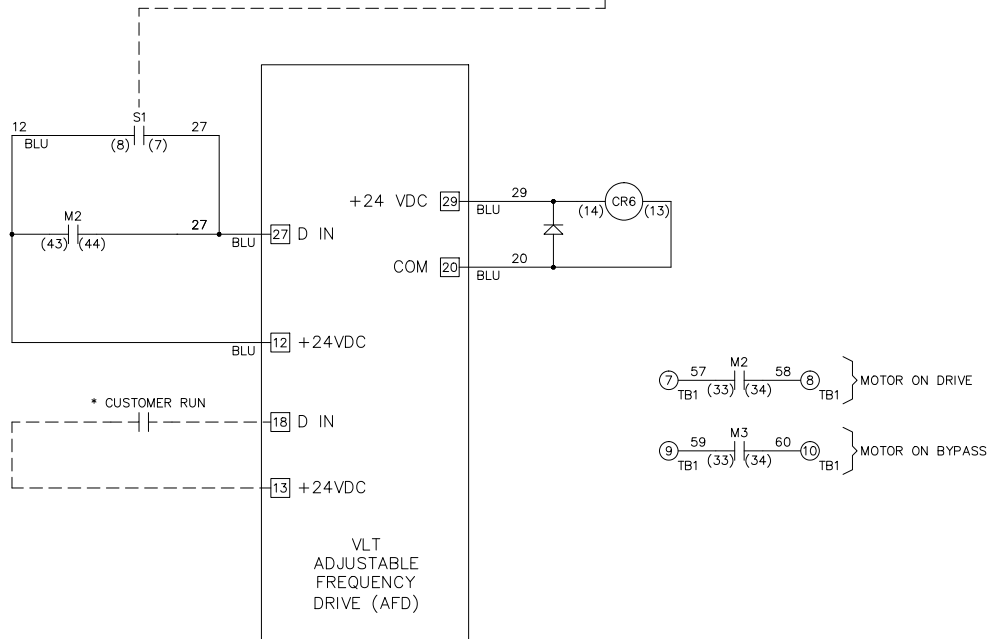 S1
12
27
BLU
(8)
(7)
M2
27
(43)
(44)
BLU
27
D IN
+24 VDC
29
29
BLU
(14)
CR6
(13)
COM
20
20
BLU
BLU
12
+24VDC
* CUSTOMER RUN
18
D IN
13
+24VDC
VLT
ADJUSTABLE
FREQUENCY
DRIVE (AFD)
M2
7
57
58
8
TB1
(33)
(34)
TB1
MOTOR ON DRIVE
M3
9
59
60
10
TB1
(33)
(34)
TB1
MOTOR ON BYPASS